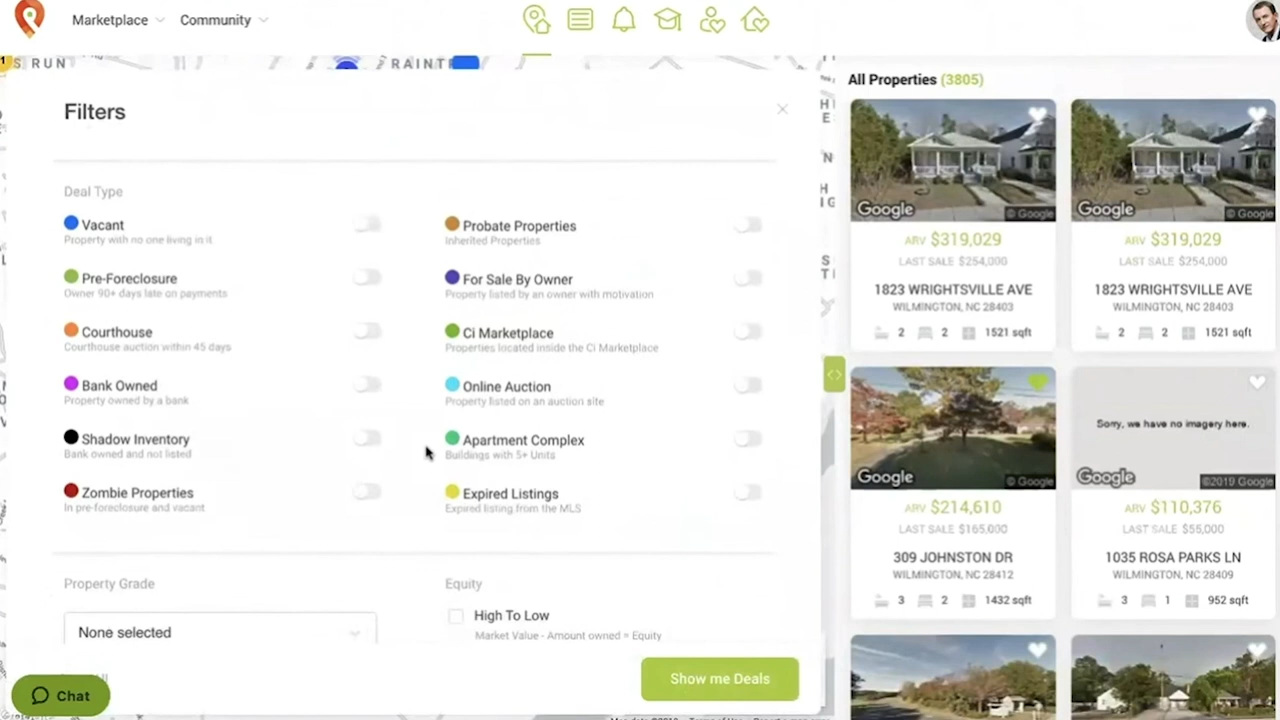 Marketplace
Community
S RUN
RAINT
Filters
Deal Type
Vacant
Property with no one living in it
Pre-Foreclosure
Owner 90+ days late on payments
Courthouse
Courthouse auction within 45 days
Bank Owned
Property owned by a bank
Shadow Inventory
Bank owned and not listed
Zombie Properties
In pre-foreclosure and vacant
Probate Properties
Inherited Properties
For Sale By Owner
Property listed by an owner with motivation
Ci Marketplace
Properties located inside the Ci Marketplace
Online Auction
Property listed on an auction site
Apartment Complex
Buildings with 5+ Units
Expired Listings
Expired listing from the MLS
Property Grade
None selected
Equity
High To Low
Market Value - Amount owned = Equity
Chat
Show me Deals
All Properties (3805)
Google
© Google
ARV $319,029
LAST SALE $254,000
1823 WRIGHTSVILLE AVE
WILMINGTON, NC 28403
2 2 1521 sqft
Google
© Google
ARV $319,029
LAST SALE $254,000
1823 WRIGHTSVILLE AVE
WILMINGTON, NC 28403
2 2 1521 sqft
Google
© Google
ARV $214,610
LAST SALE $165,000
309 JOHNSTON DR
WILMINGTON, NC 28412
3 2 1432 sqft
Sorry, we have no imagery here.
Google
©2019 Google
ARV $110,376
LAST SALE $55,000
1035 ROSA PARKS LN
WILMINGTON, NC 28409
3 1 952 sqft